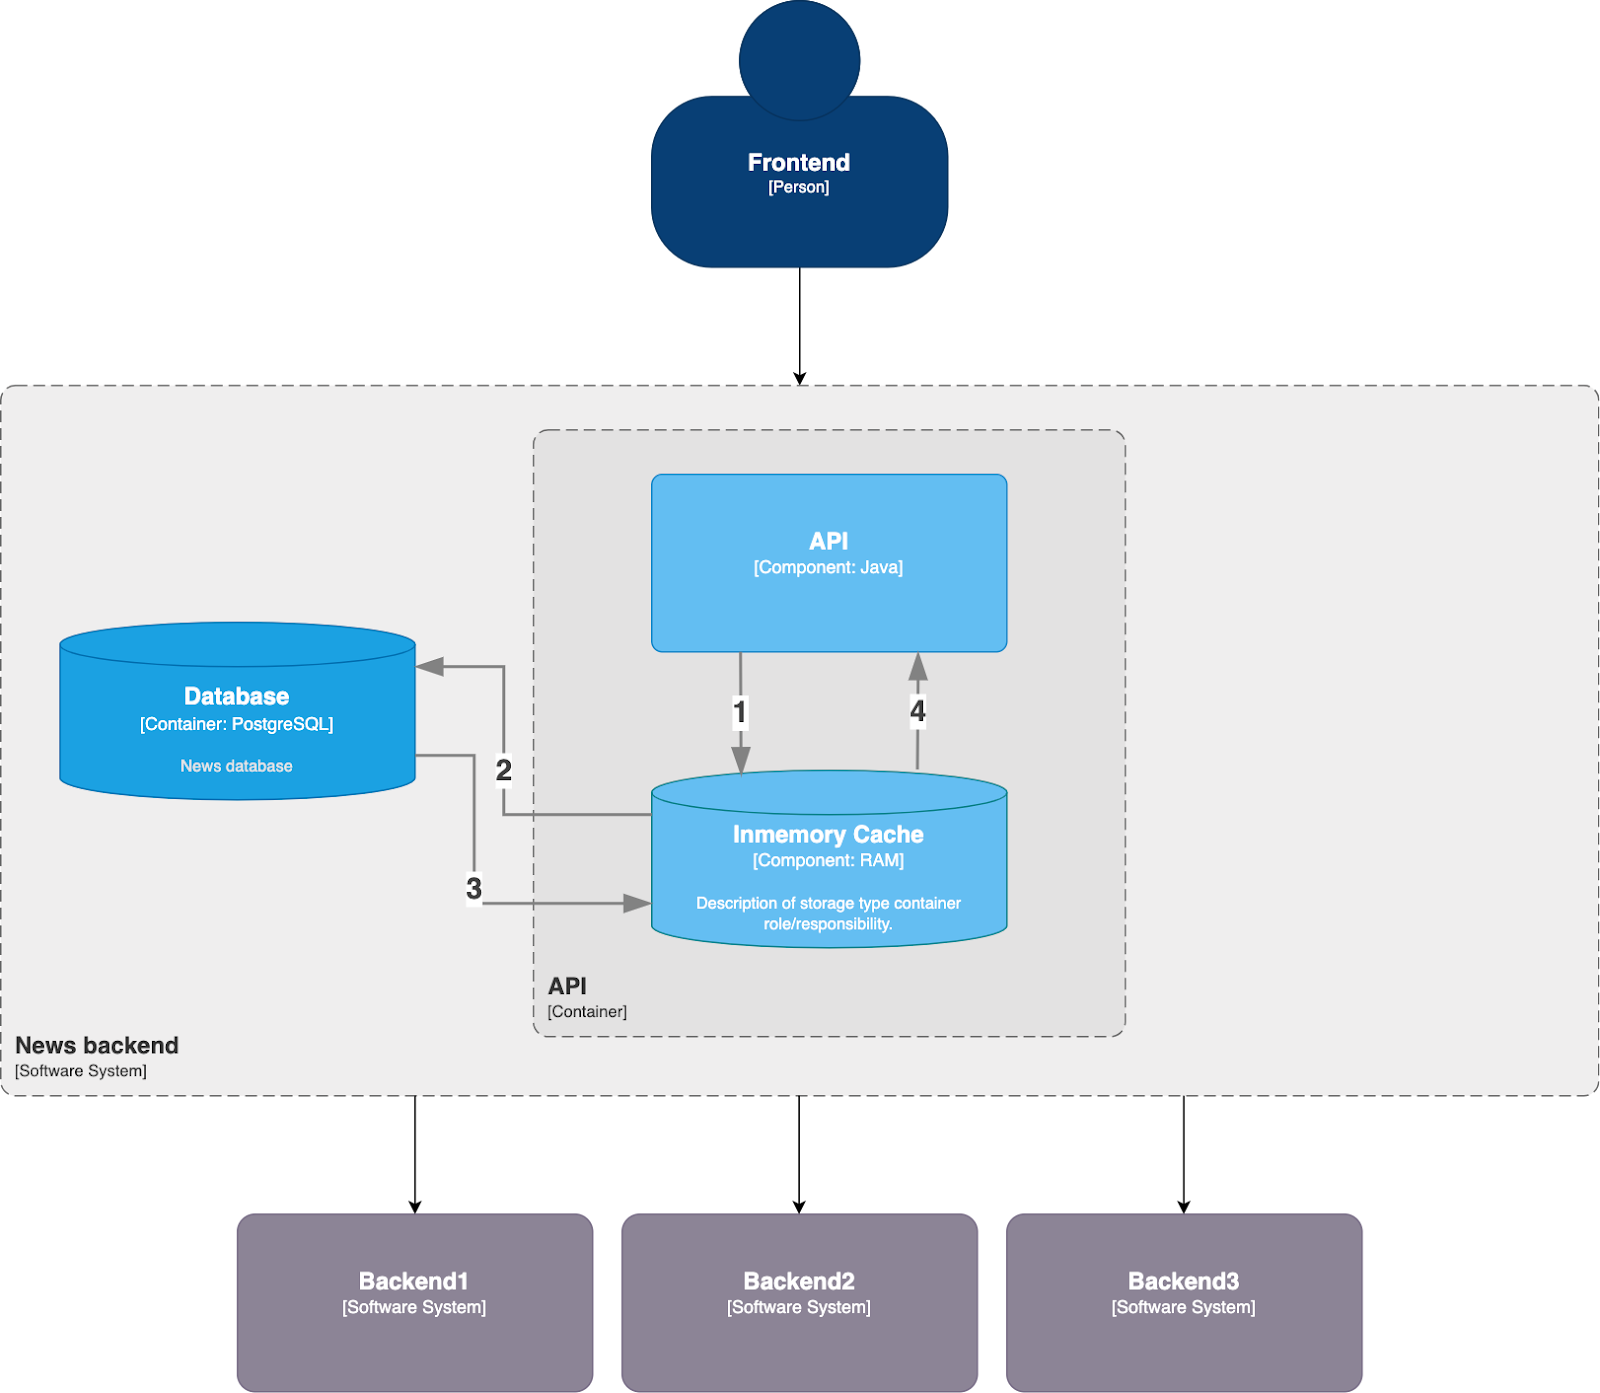 Frontend
[Person]
API
[Component: Java]
Database
[Container: PostgreSQL]
News database
1
4
2
3
Inmemory Cache
[Component: RAM]
Description of storage type container
role/responsibility.
API
[Container]
News backend
[Software System]
Backend1
[Software System]
Backend2
[Software System]
Backend3
[Software System]